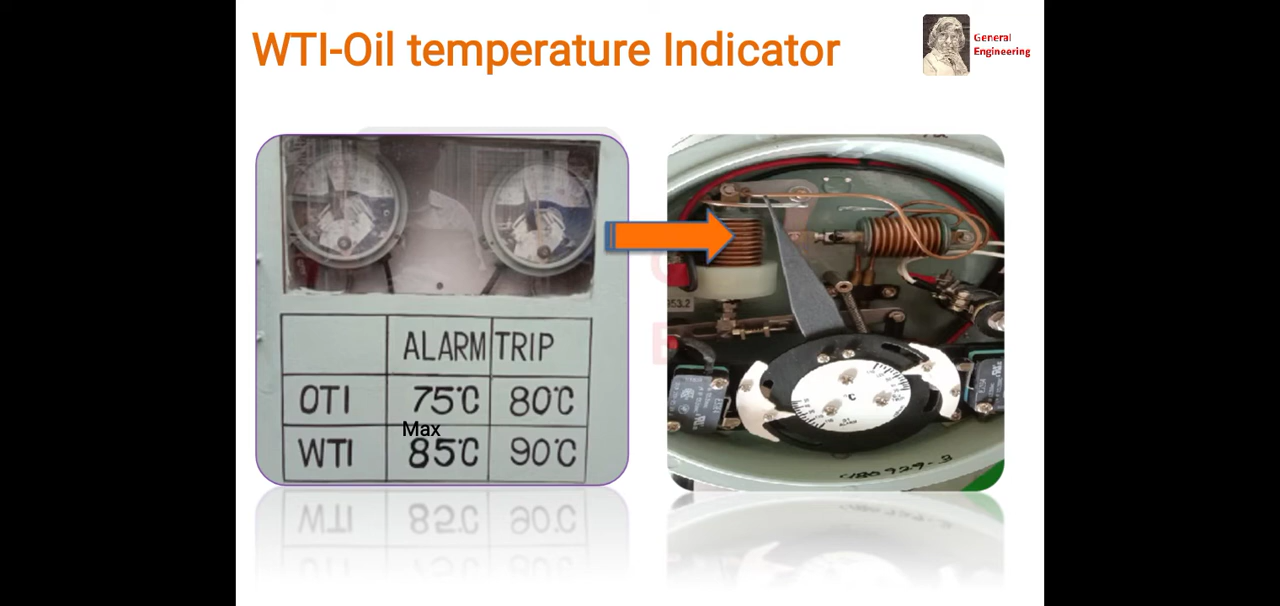 WTI-Oil temperature Indicator
General
Engineering
ALARM TRIP
OTI 75°C 80°C
Max
WTI 85°C 90°C